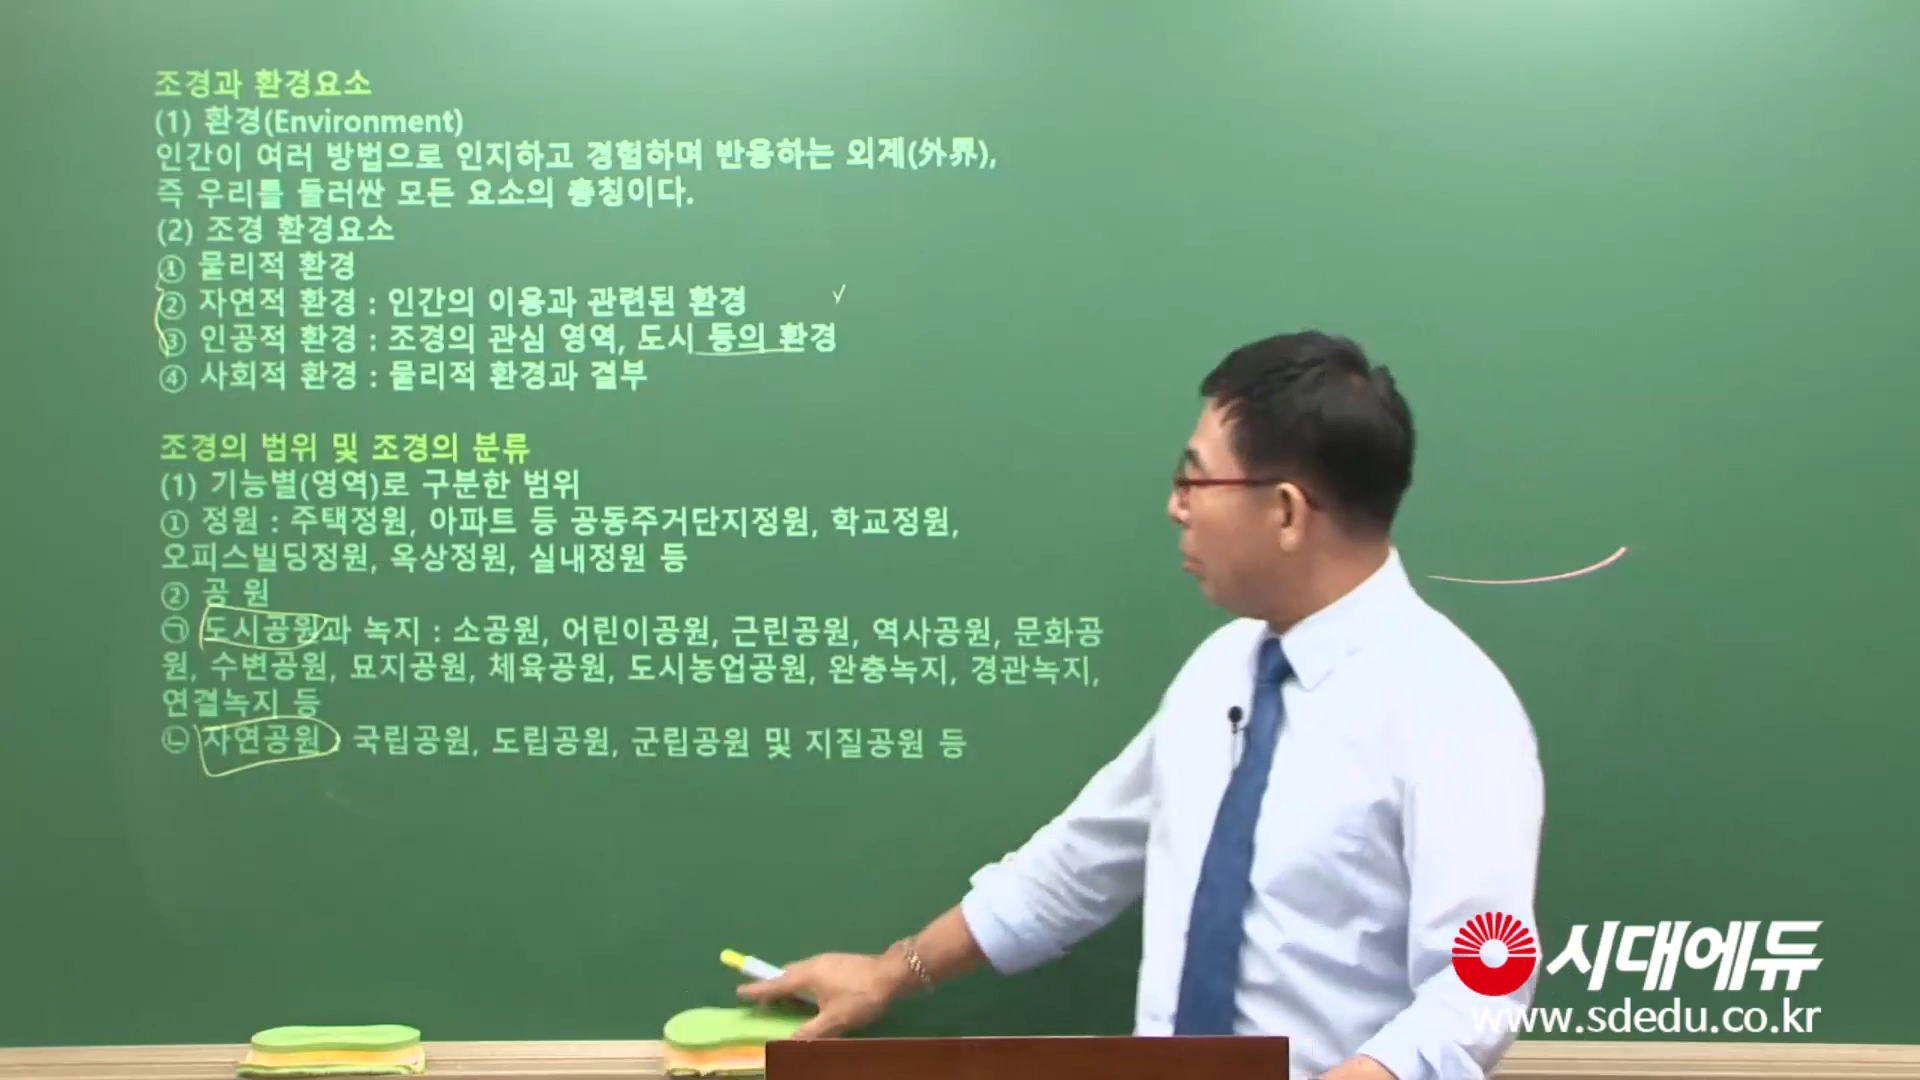 조경과 환경요소
(1) 환경(Environment)
인간이 여러 방법으로 인지하고 경험하며 반응하는 외계(外界),
즉 우리를 둘러싼 모든 요소의 총칭이다.
(2) 조경 환경요소
① 물리적 환경
② 자연적 환경 : 인간의 이용과 관련된 환경
③ 인공적 환경 : 조경의 관심 영역, 도시 등의 환경
④ 사회적 환경 : 물리적 환경과 결부
조경의 범위 및 조경의 분류
(1) 기능별(영역)로 구분한 범위
① 정원 : 주택정원, 아파트 등 공동주거단지정원, 학교정원,
오피스빌딩정원, 옥상정원, 실내정원 등
② 공 원
㉠ 도시공원과 녹지 : 소공원, 어린이공원, 근린공원, 역사공원, 문화공
원, 수변공원, 묘지공원, 체육공원, 도시농업공원, 완충녹지, 경관녹지,
연결녹지 등
㉡ 자연공원 : 국립공원, 도립공원, 군립공원 및 지질공원 등
시대에듀
www.sdedu.co.kr